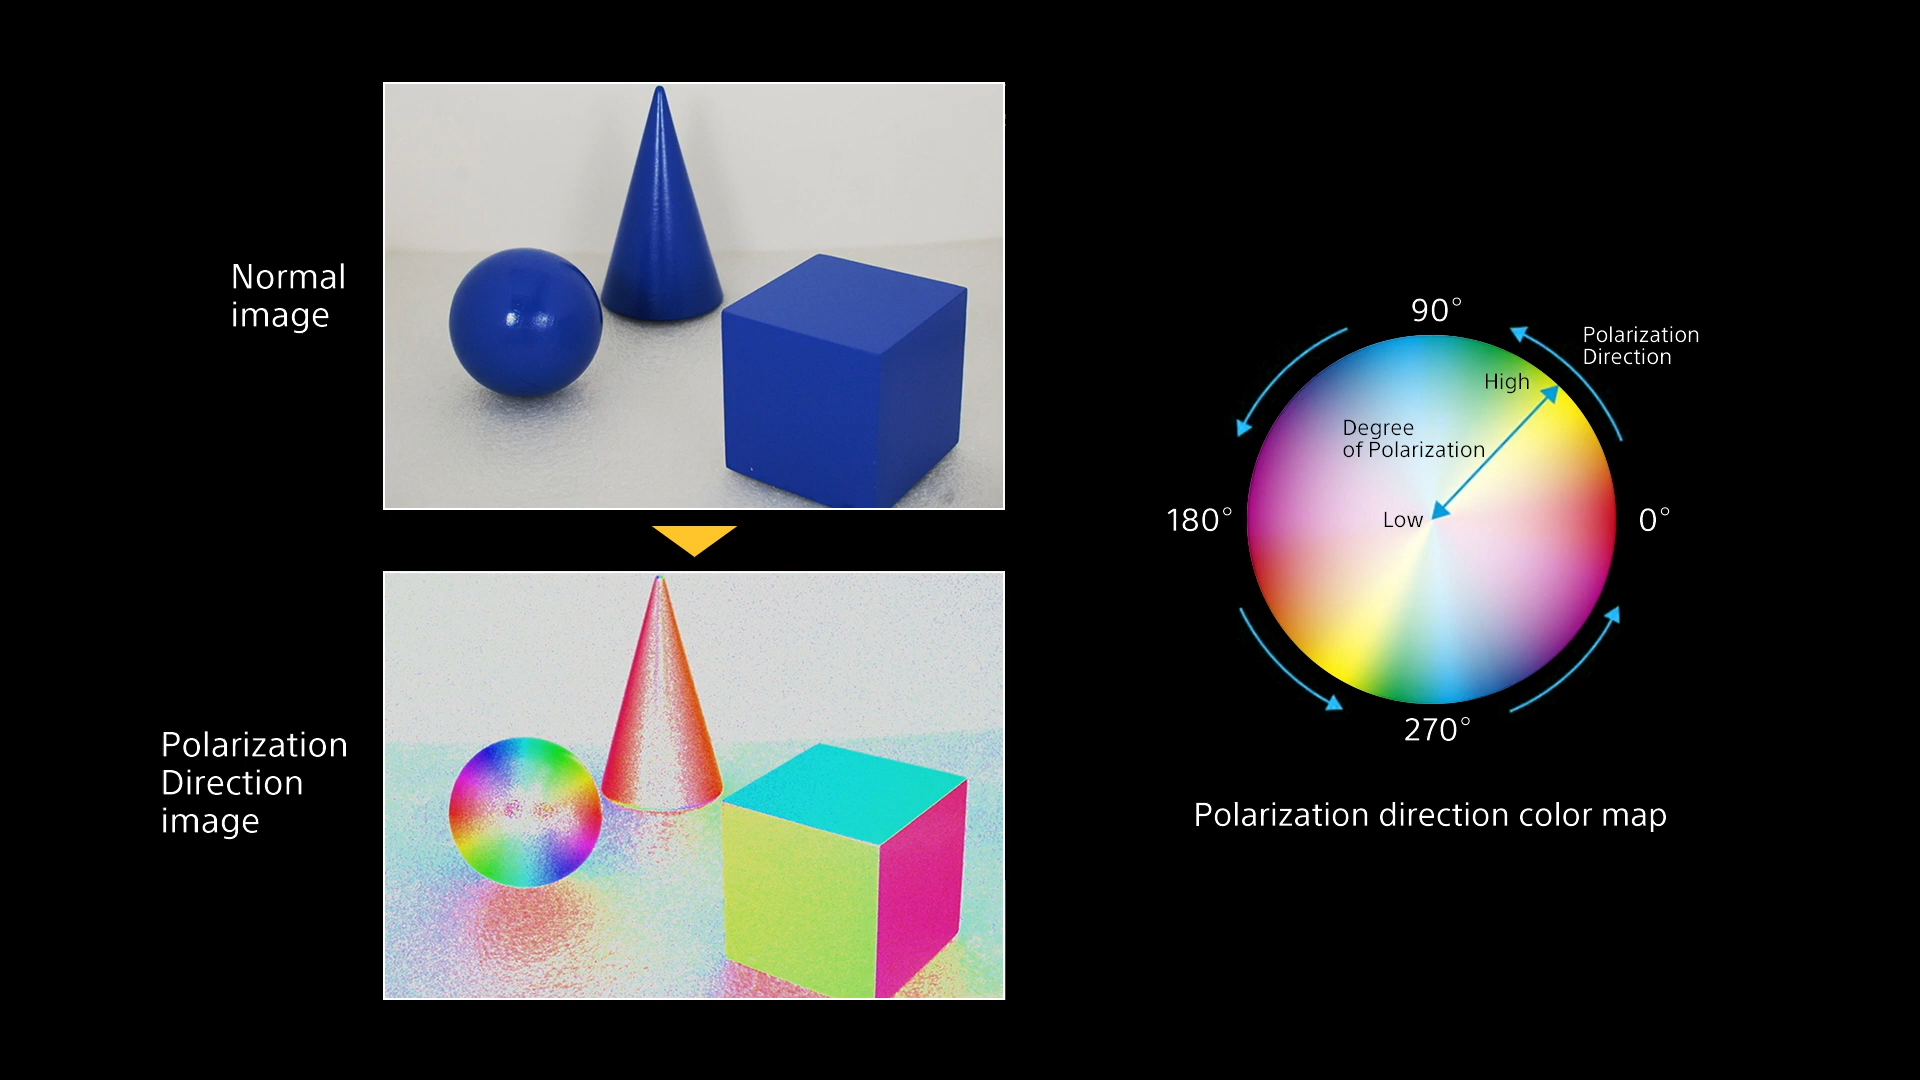 Normal
image
Polarization
Direction
image
90°
Polarization
Direction
High
Degree
of Polarization
180°
Low
0°
270°
Polarization direction color map